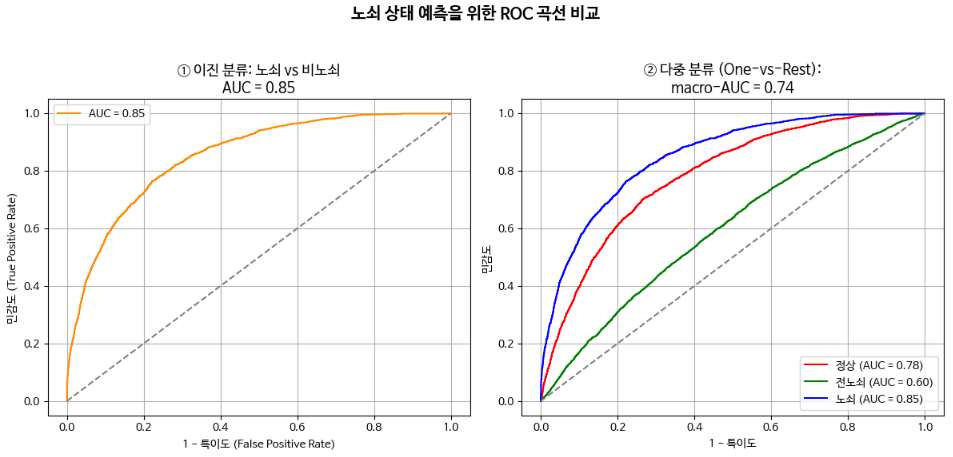 노쇠 상태 예측을 위한 ROC 곡선 비교
① 이진 분류: 노쇠 vs 비노쇠
AUC = 0.85
AUC = 0.85
1.0
0.8
0.6
0.4
0.2
0.0
민감도 (True Positive Rate)
0.0 0.2 0.4 0.6 0.8 1.0
1 - 특이도 (False Positive Rate)
② 다중 분류 (One-vs-Rest):
macro-AUC = 0.74
1.0
0.8
0.6
0.4
0.2
0.0
민감도
정상 (AUC = 0.78)
전노쇠 (AUC = 0.60)
노쇠 (AUC = 0.85)
0.0 0.2 0.4 0.6 0.8 1.0
1 - 특이도